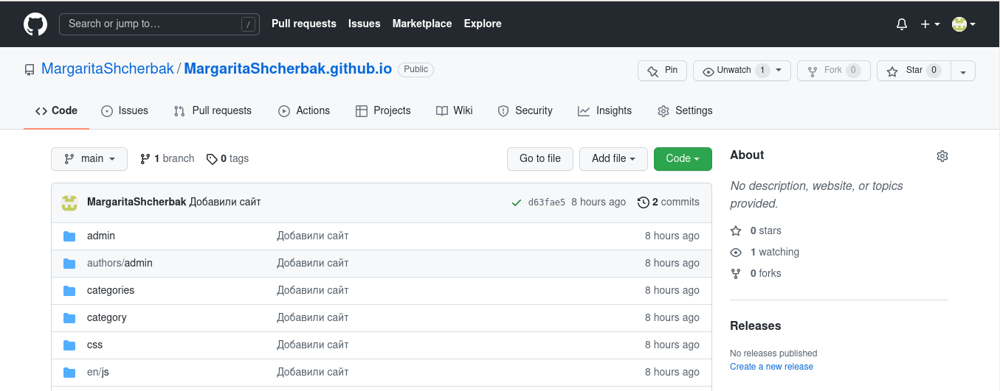 Search or jump to… / Pull requests Issues Marketplace Explore
MargaritaShcherbak / MargaritaShcherbak.github.io Public Pin Unwatch 1 Fork 0 Star 0
Code Issues Pull requests Actions Projects Wiki Security Insights Settings
main 1 branch 0 tags Go to file Add file Code
MargaritaShcherbak Добавили сайт d63fae5 8 hours ago 2 commits
admin Добавили сайт 8 hours ago
authors/admin Добавили сайт 8 hours ago
categories Добавили сайт 8 hours ago
category Добавили сайт 8 hours ago
css Добавили сайт 8 hours ago
en/js Добавили сайт 8 hours ago
About
No description, website, or topics
provided.
0 stars
1 watching
0 forks
Releases
No releases published
Create a new release